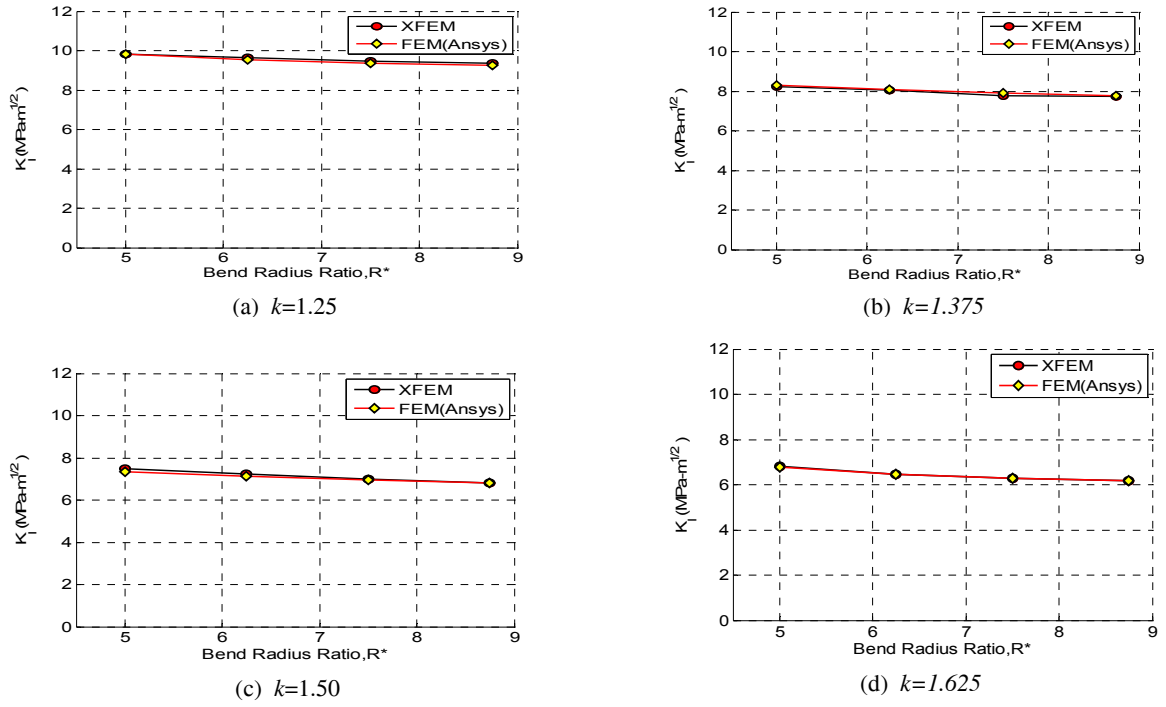 12
10
8
6
4
2
0
K_I (MPa-m^1/2)
XFEM
FEM(Ansys)
5 6 7 8 9
Bend Radius Ratio,R*
(a) k=1.25
12
10
8
6
4
2
0
K_I (MPa-m^1/2)
XFEM
FEM(Ansys)
5 6 7 8 9
Bend Radius Ratio,R*
(b) k=1.375
12
10
8
6
4
2
0
K_I (MPa-m^1/2)
XFEM
FEM(Ansys)
5 6 7 8 9
Bend Radius Ratio,R*
(c) k=1.50
12
10
8
6
4
2
0
K_I (MPa-m^1/2)
XFEM
FEM(Ansys)
5 6 7 8 9
Bend Radius Ratio,R*
(d) k=1.625